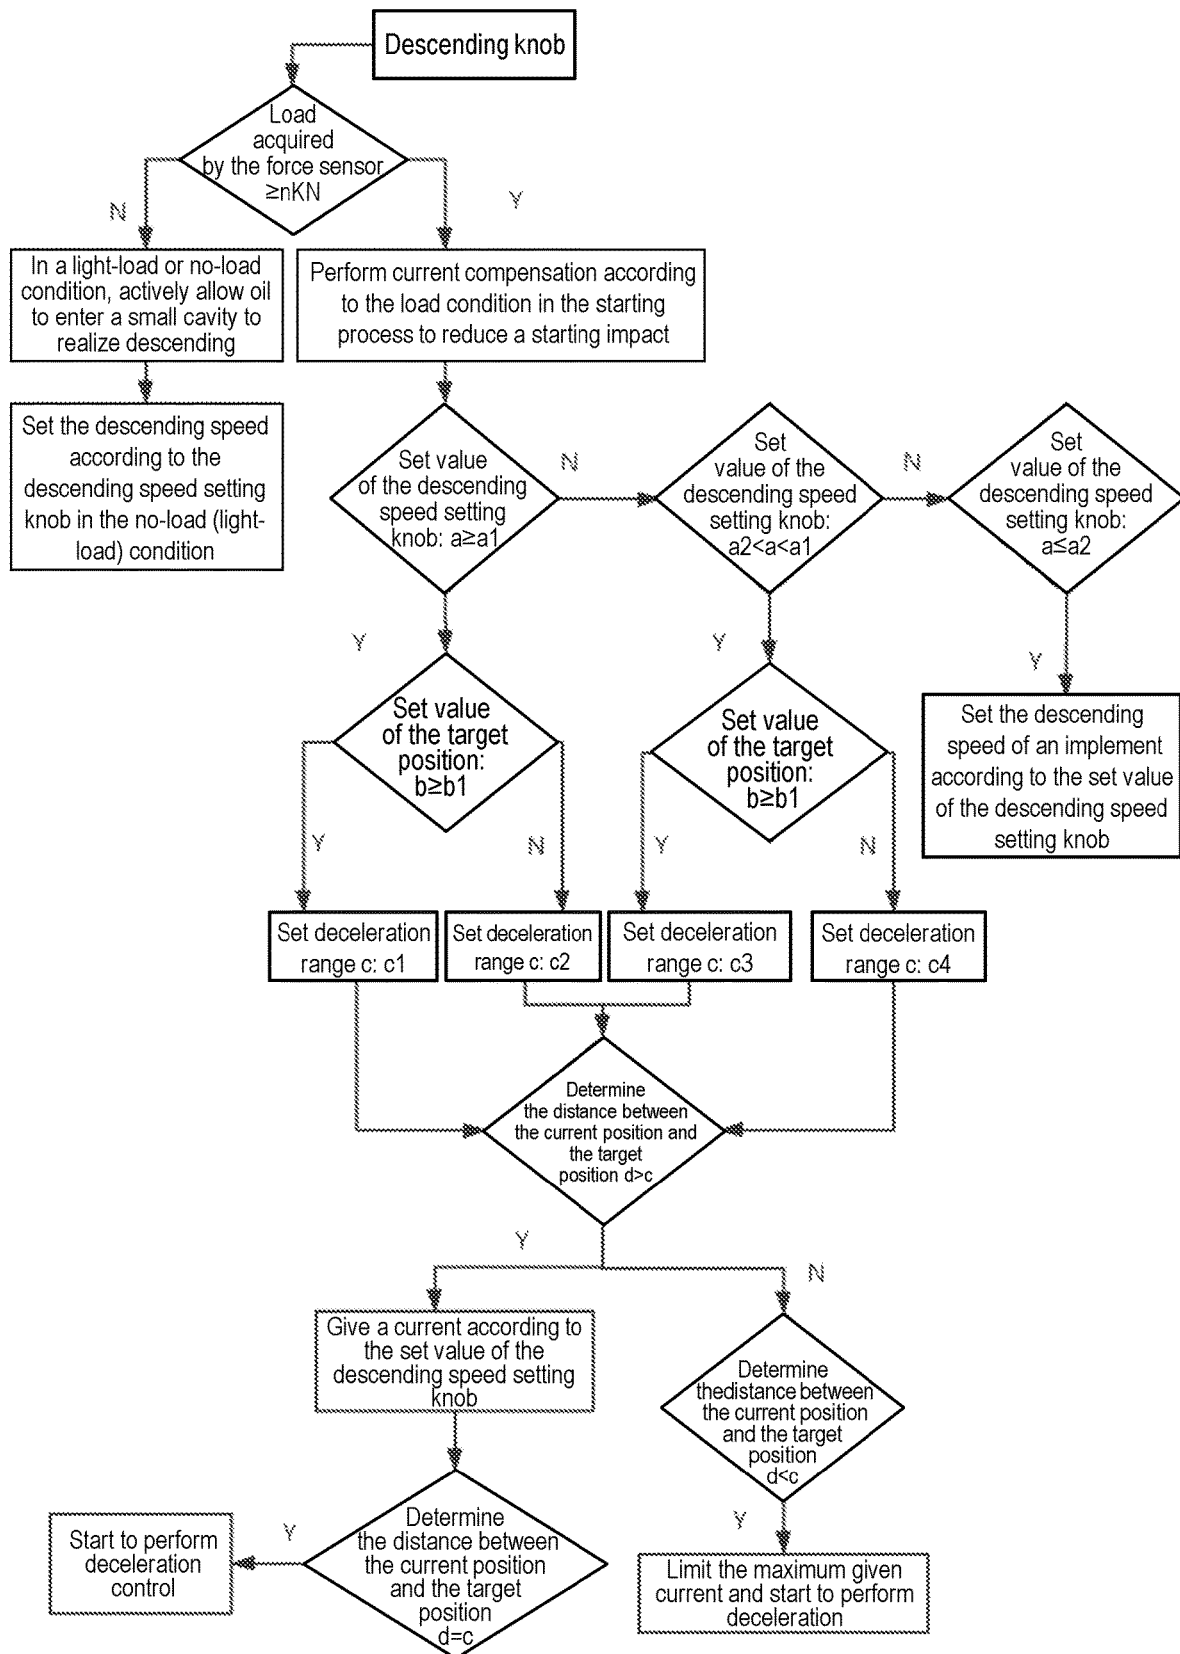 Descending knob
Load
acquired
by the force sensor
≥nKN
N
Y
In a light-load or no-load
condition, actively allow oil
to enter a small cavity to
realize descending
Perform current compensation according
to the load condition in the starting
process to reduce a starting impact
Set the descending speed
according to the
descending speed setting
knob in the no-load (light-
load) condition
Set value
of the descending
speed setting
knob: a≥a1
N
Set
value of the
descending speed
setting knob:
a2<a<a1
N
Set
value of the
descending speed
setting knob:
a≤a2
Y
Y
Y
Set value
of the target
position:
b≥b1
Set value
of the target
position:
b≥b1
Set the descending
speed of an implement
according to the set value
of the descending speed
setting knob
Y
N
Y
N
Set deceleration
range c: c1
Set deceleration
range c: c2
Set deceleration
range c: c3
Set deceleration
range c: c4
Determine
the distance between
the current position and
the target
position d>c
Y
N
Give a current according to
the set value of the
descending speed setting
knob
Determine
thedistance between
the current position
and the target
position
d<c
Y
Start to perform
deceleration
control
Y
Determine
the distance between
the current position
and the target
position
d=c
Limit the maximum given
current and start to perform
deceleration